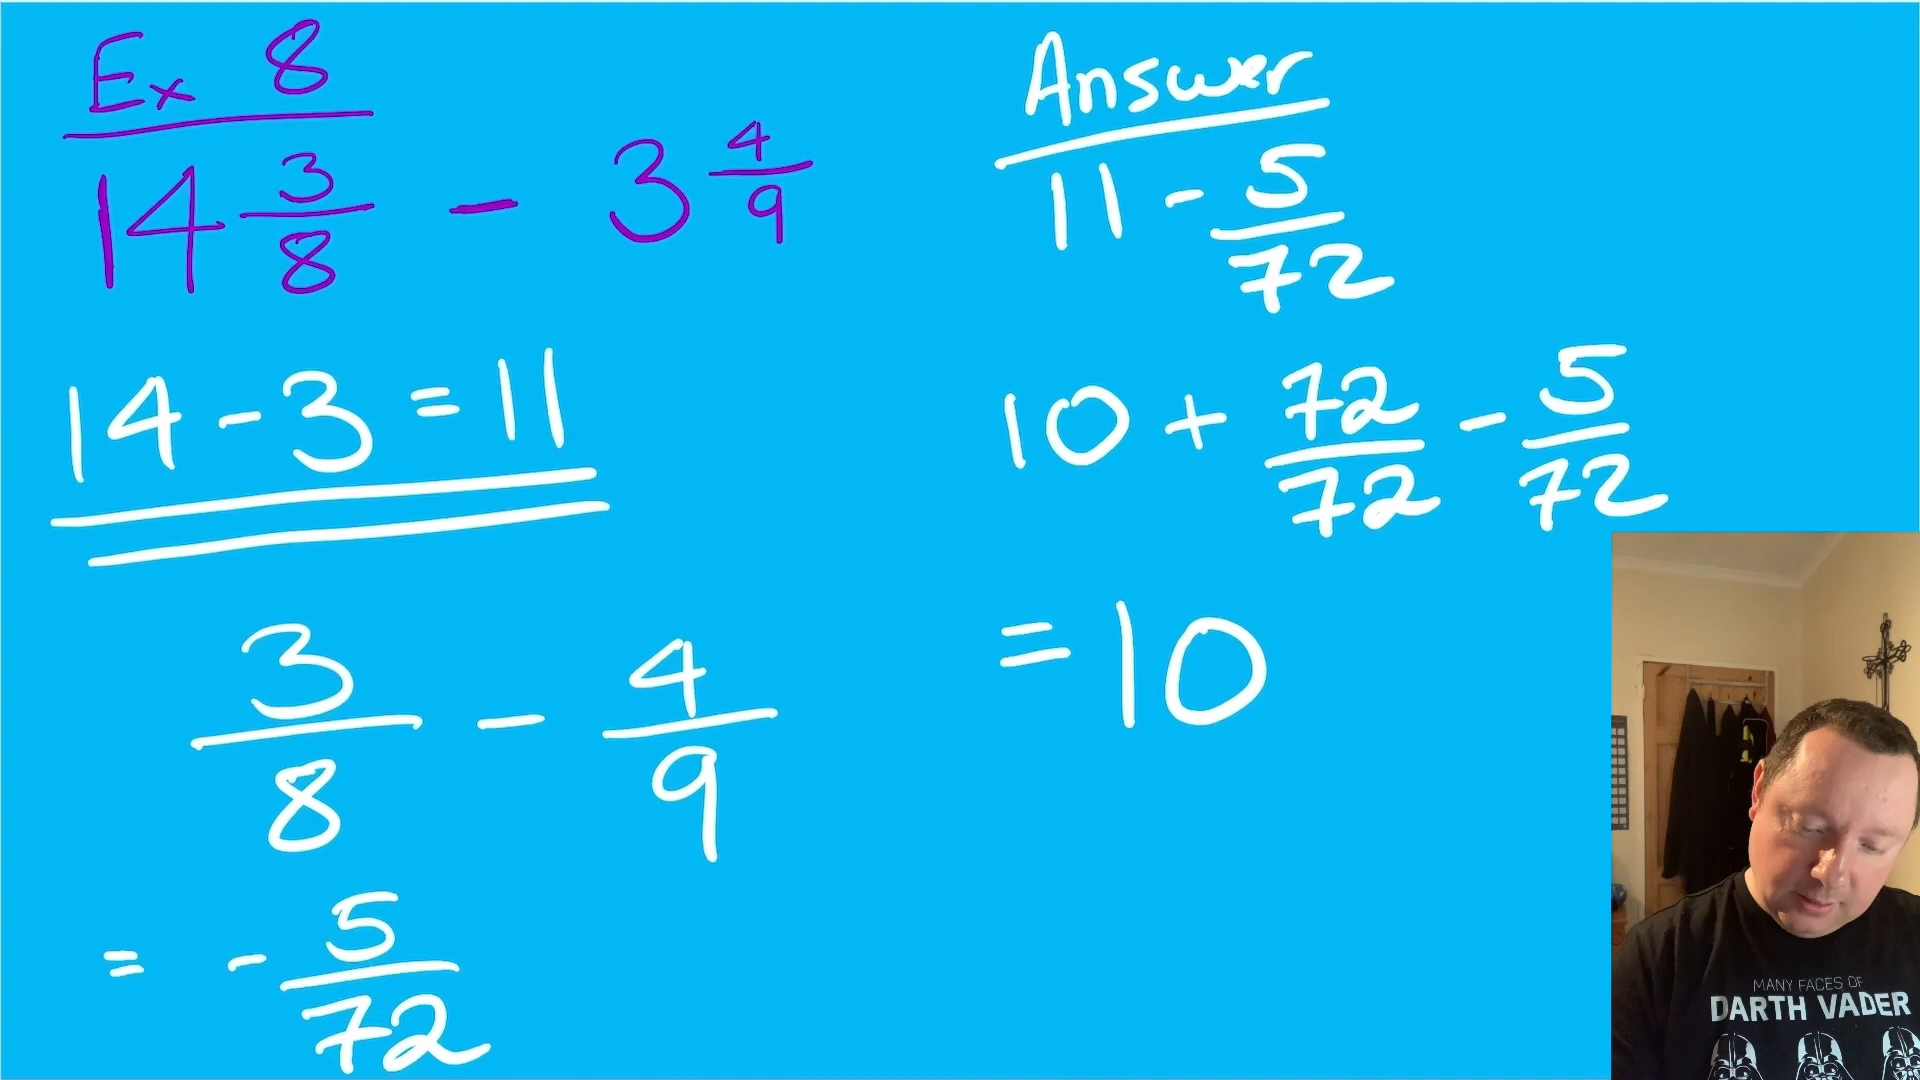 Ex 8
14 3/8 - 3 4/9
14 - 3 = 11
3/8 - 4/9
= - 5/72
Answer
11 - 5/72
10 + 72/72 - 5/72
= 10
MANY FACES OF
DARTH VADER